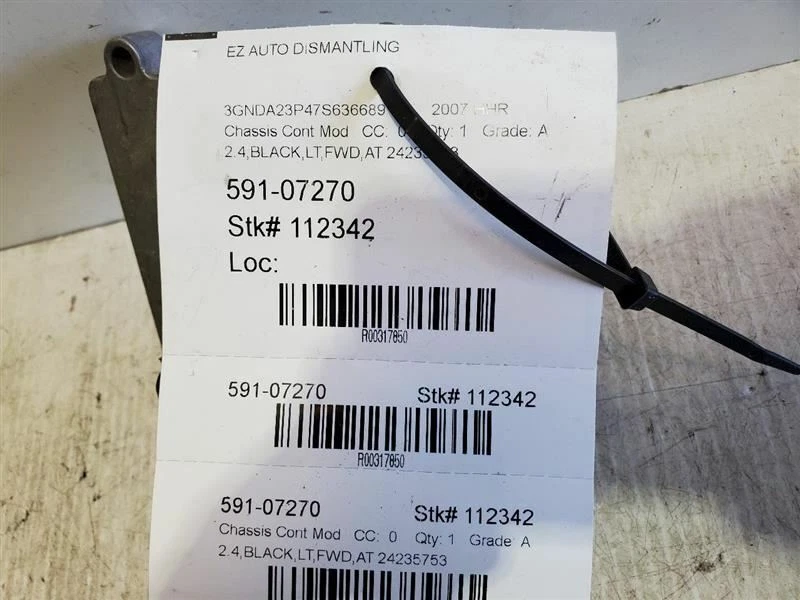 EZ AUTO DISMANTLING
3GNDA23P47S636689 2007 HHR
Chassis Cont Mod CC: 0 Qty: 1 Grade: A
2.4,BLACK,LT,FWD,AT 24235753
591-07270
Stk# 112342
Loc:
R00317850
591-07270 Stk# 112342
R00317850
591-07270 Stk# 112342
Chassis Cont Mod CC: 0 Qty: 1 Grade: A
2.4,BLACK,LT,FWD,AT 24235753